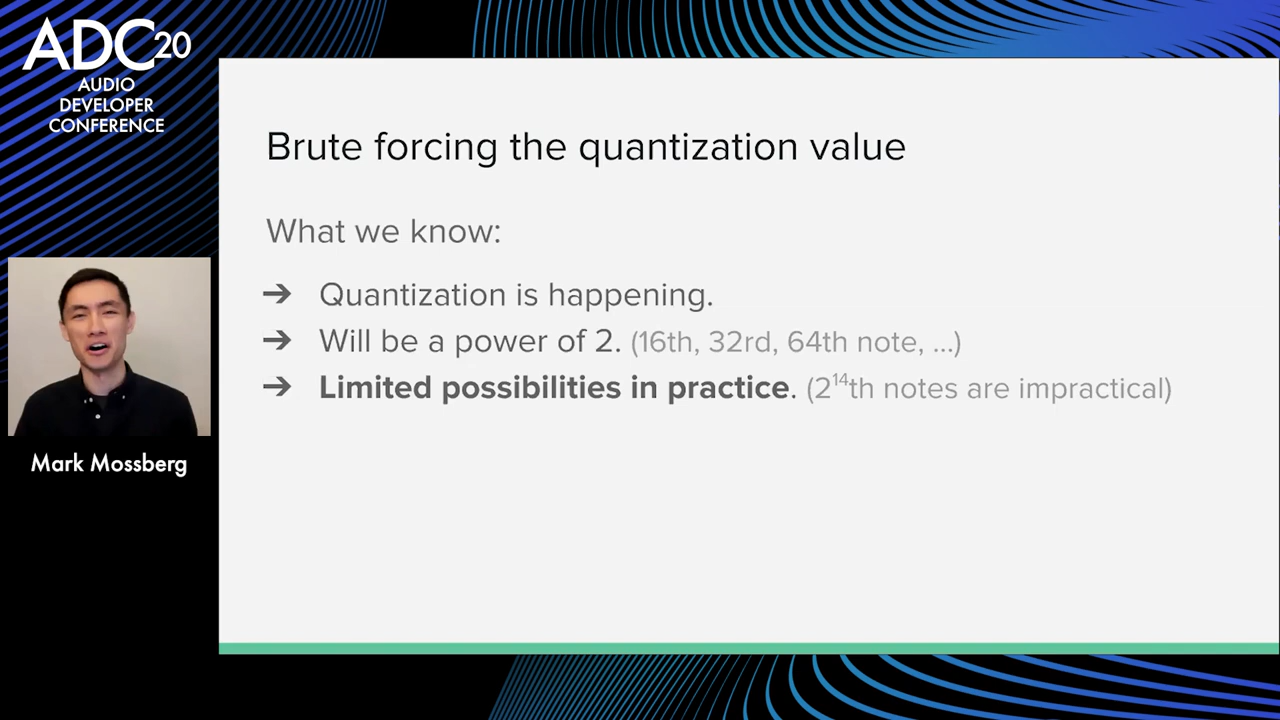 ADC20
AUDIO
DEVELOPER
CONFERENCE
Mark Mossberg
Brute forcing the quantization value
What we know:
➔ Quantization is happening.
➔ Will be a power of 2. (16th, 32rd, 64th note, ...)
➔ Limited possibilities in practice. (2¹⁴th notes are impractical)